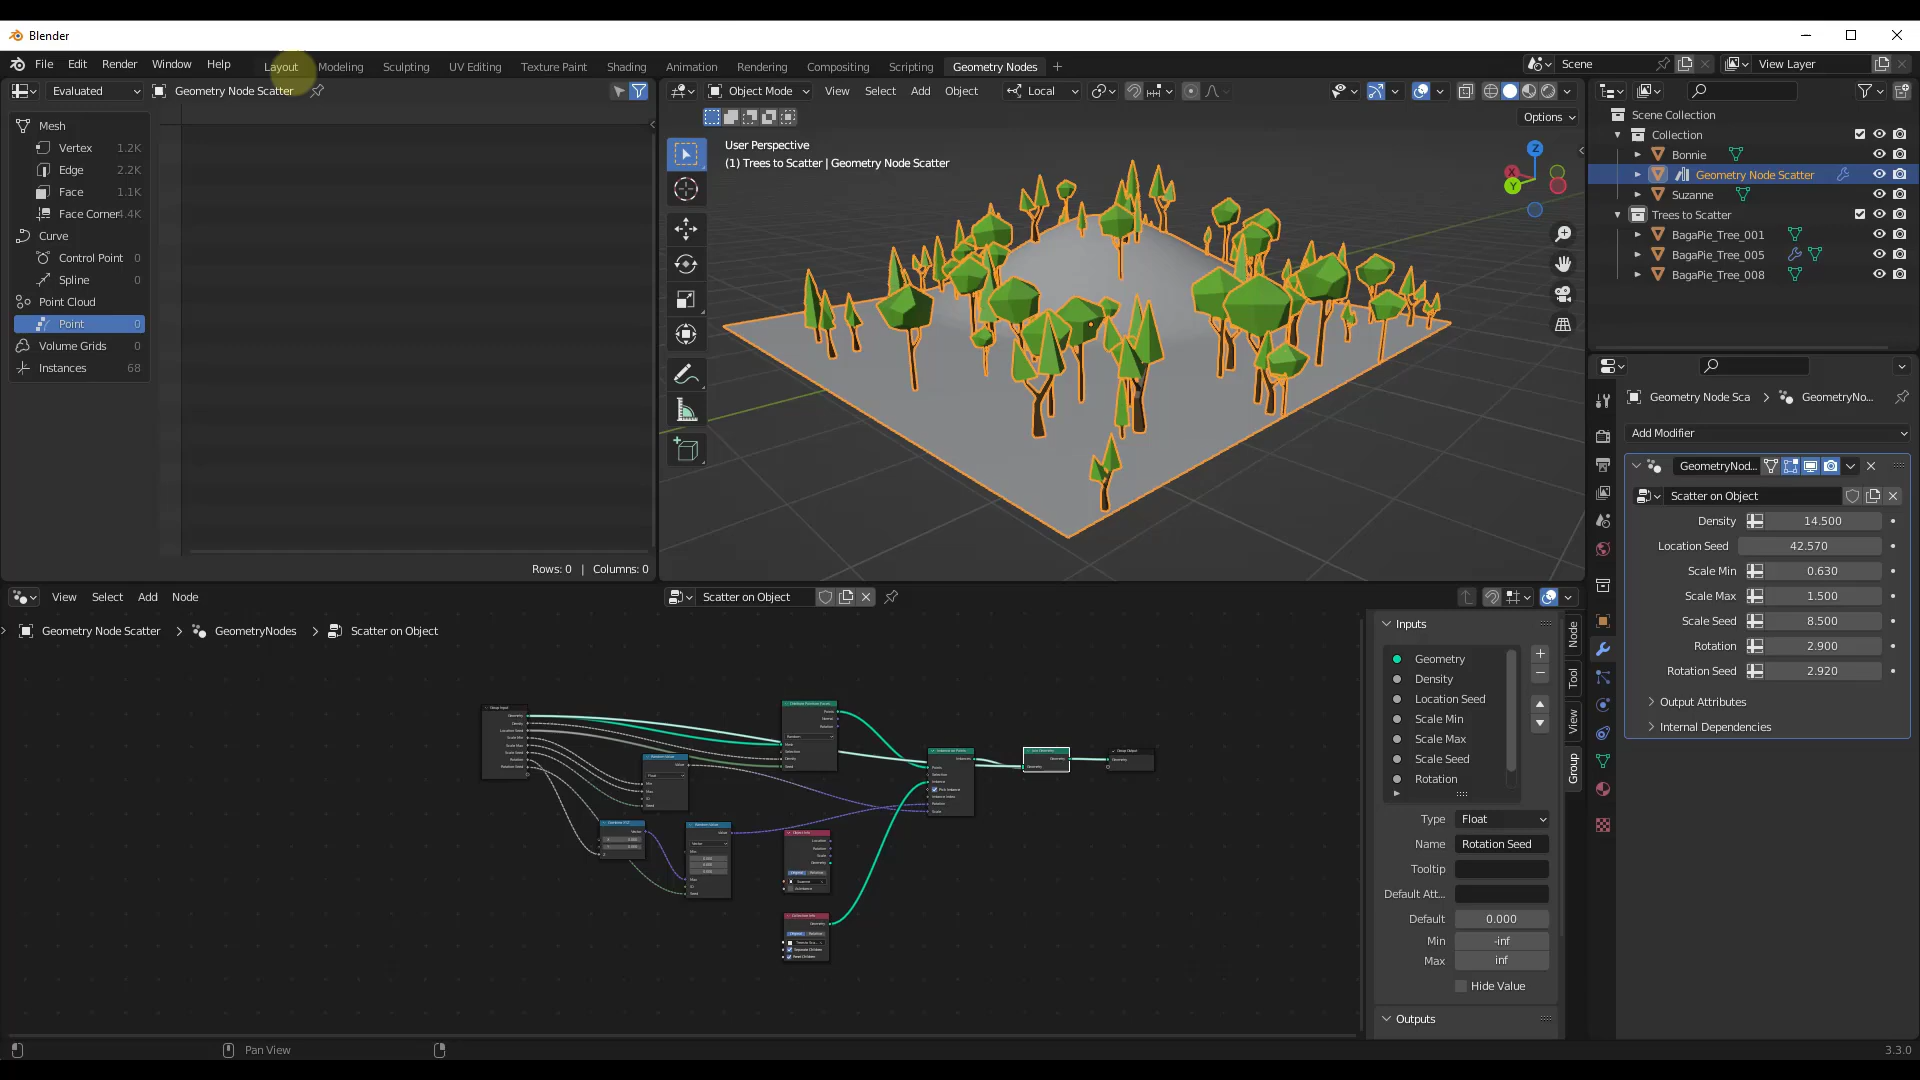 Blender
File Edit Render Window Help Layout Modeling Sculpting UV Editing Texture Paint Shading Animation Rendering Compositing Scripting Geometry Nodes Scene View Layer
Evaluated Geometry Node Scatter
Object Mode View Select Add Object Local
Options
Mesh
Vertex 1.2K
Edge 2.2K
Face 1.1K
Face Corner 4.4K
Curve
Control Point 0
Spline 0
Point Cloud
Point 0
Volume Grids 0
Instances 68
Rows: 0 | Columns: 0
User Perspective
(1) Trees to Scatter | Geometry Node Scatter
Z
X
Y
Scene Collection
Collection
Bonnie
Geometry Node Scatter
Suzanne
Trees to Scatter
BagaPie_Tree_001
BagaPie_Tree_005
BagaPie_Tree_008
Geometry Node Sca GeometryNo...
Add Modifier
GeometryNod...
Scatter on Object
Density 14.500
Location Seed 42.570
Scale Min 0.630
Scale Max 1.500
Scale Seed 8.500
Rotation 2.900
Rotation Seed 2.920
Output Attributes
Internal Dependencies
View Select Add Node Scatter on Object
Geometry Node Scatter GeometryNodes Scatter on Object
Inputs
Geometry
Density
Location Seed
Scale Min
Scale Max
Scale Seed
Rotation
Type Float
Name Rotation Seed
Tooltip
Default Att...
Default 0.000
Min -inf
Max inf
Hide Value
Outputs
Node
Tool
View
Group
Pan View
3.3.0